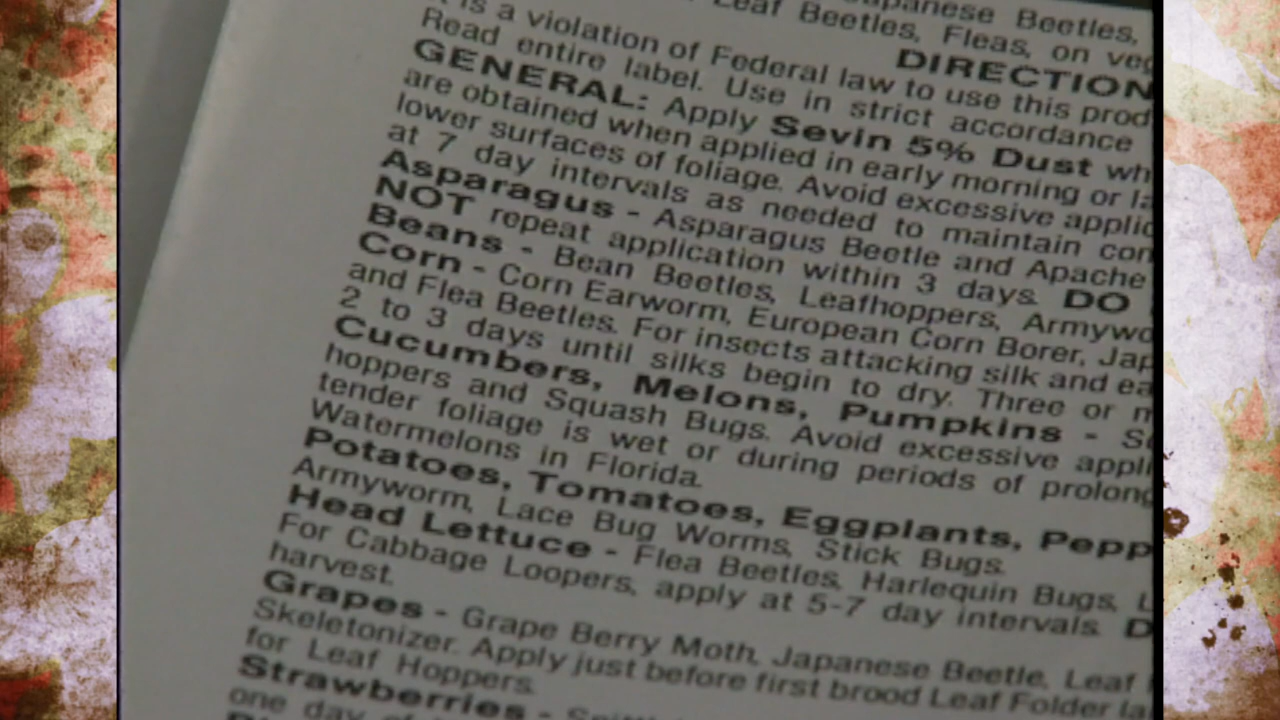 Japanese Beetles,
Leaf Beetles, Fleas, on veg
DIRECTION
is a violation of Federal law to use this prod
Read entire label. Use in strict accordance
GENERAL: Apply Sevin 5% Dust wh
are obtained when applied in early morning or la
lower surfaces of foliage. Avoid excessive applic
at 7 day intervals as needed to maintain con
Asparagus - Asparagus Beetle and Apache
NOT repeat application within 3 days. DO
Beans - Bean Beetles, Leafhoppers, Armywo
Corn - Corn Earworm, European Corn Borer, Jap
and Flea Beetles. For insects attacking silk and ea
2 to 3 days until silks begin to dry. Three or m
Cucumbers, Melons, Pumpkins - S
hoppers and Squash Bugs. Avoid excessive appli
tender foliage is wet or during periods of prolong
Watermelons in Florida.
Potatoes, Tomatoes, Eggplants, Pepp
Armyworm, Lace Bug Worms, Stick Bugs.
Head Lettuce - Flea Beetles, Harlequin Bugs, L
For Cabbage Loopers, apply at 5-7 day intervals. D
harvest.
Grapes - Grape Berry Moth, Japanese Beetle, Leaf
Skeletonizer. Apply just before first brood Leaf Folder la
for Leaf Hoppers.
Strawberries -
one day